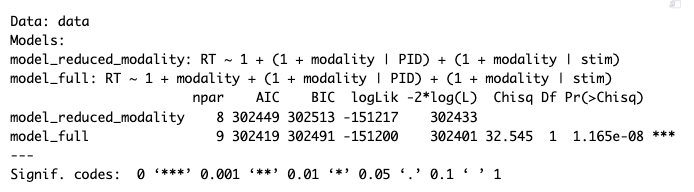 Data: data
Models:
model_reduced_modality: RT ~ 1 + (1 + modality | PID) + (1 + modality | stim)
model_full: RT ~ 1 + modality + (1 + modality | PID) + (1 + modality | stim)
npar AIC BIC logLik -2*log(L) Chisq Df Pr(>Chisq)
model_reduced_modality 8 302449 302513 -151217 302433
model_full 9 302419 302491 -151200 302401 32.545 1 1.165e-08 ***
---
Signif. codes: 0 ‘***’ 0.001 ‘**’ 0.01 ‘*’ 0.05 ‘.’ 0.1 ‘ ’ 1